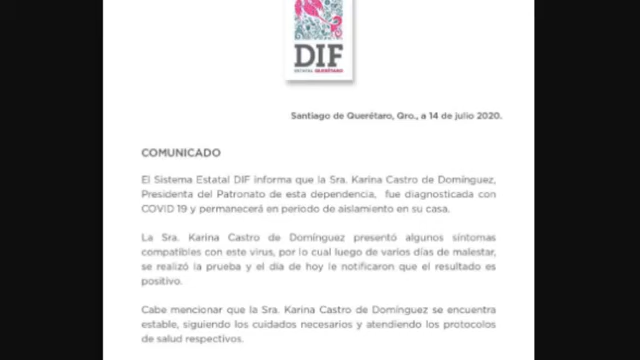 DIF
ESTATAL QUERÉTARO
Santiago de Querétaro, Qro., a 14 de julio 2020.
COMUNICADO
El Sistema Estatal DIF informa que la Sra. Karina Castro de Domínguez,
Presidenta del Patronato de esta dependencia, fue diagnosticada con
COVID 19 y permanecerá en periodo de aislamiento en su casa.
La Sra. Karina Castro de Domínguez presentó algunos síntomas
compatibles con este virus, por lo cual luego de varios días de malestar,
se realizó la prueba y el día de hoy le notificaron que el resultado es
positivo.
Cabe mencionar que la Sra. Karina Castro de Domínguez se encuentra
estable, siguiendo los cuidados necesarios y atendiendo los protocolos
de salud respectivos.